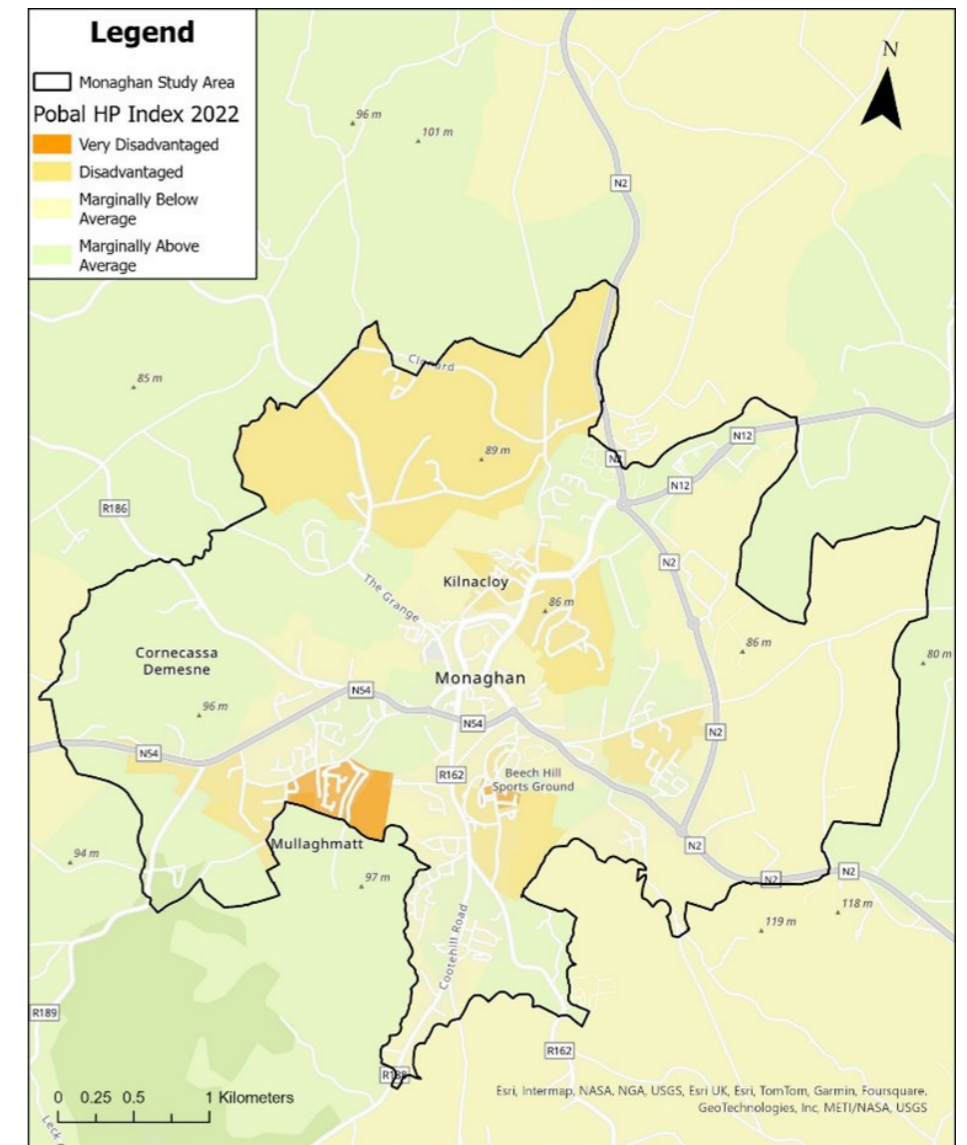 Legend
Monaghan Study Area
Pobal HP Index 2022
Very Disadvantaged
Disadvantaged
Marginally Below
Average
Marginally Above
Average
N
96 m
101 m
N2
85 m
Clonard
89 m
N2
N12
N12
R186
N2
Kilnacloy
The Grange
86 m
Cornecassa
Demesne
86 m
80 m
Monaghan
96 m
N54
N54
N54
N2
R162
Beech Hill
Sports Ground
Mullaghmatt
N2
94 m
97 m
N2
N2
118 m
119 m
Cootehill Road
R189
R162
R188
0 0.25 0.5 1 Kilometers
Esri, Intermap, NASA, NGA, USGS, Esri UK, Esri, TomTom, Garmin, Foursquare,
GeoTechnologies, Inc, METI/NASA, USGS